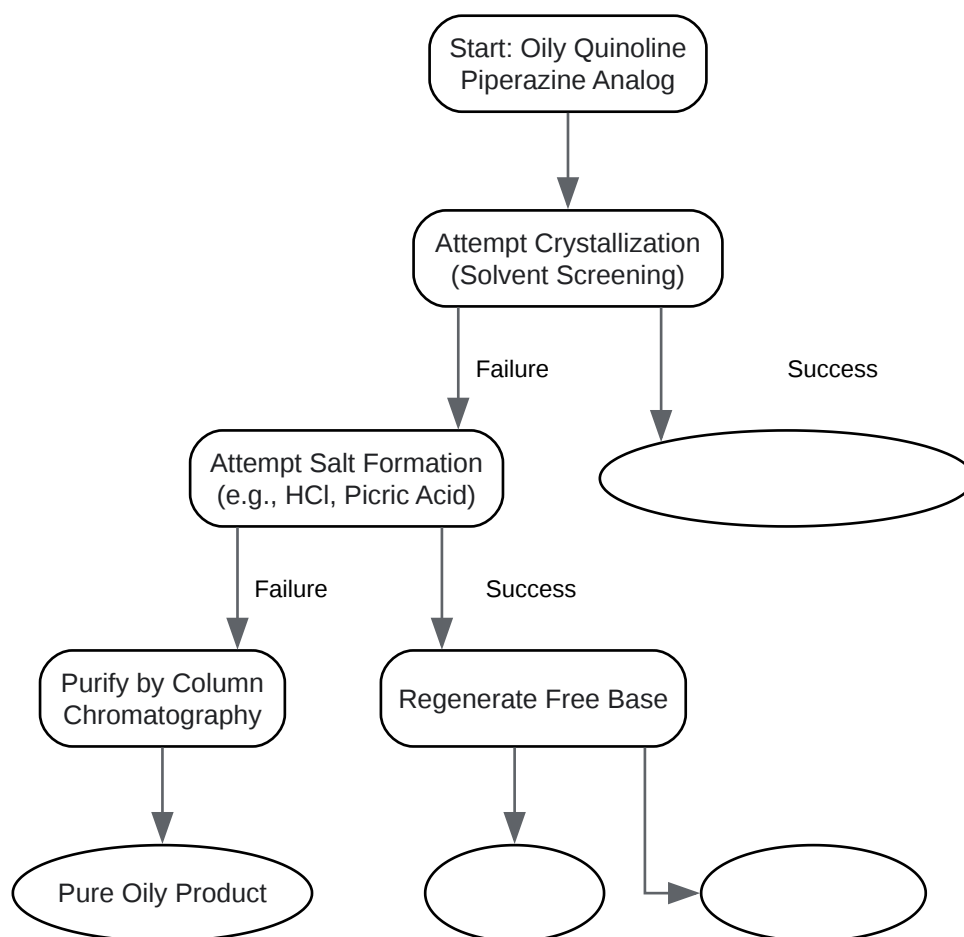 Start: Oily Quinoline
Piperazine Analog
Attempt Crystallization
(Solvent Screening)
Failure
Success
Attempt Salt Formation
(e.g., HCl, Picric Acid)
Failure
Success
Purify by Column
Chromatography
Regenerate Free Base
Pure Oily Product